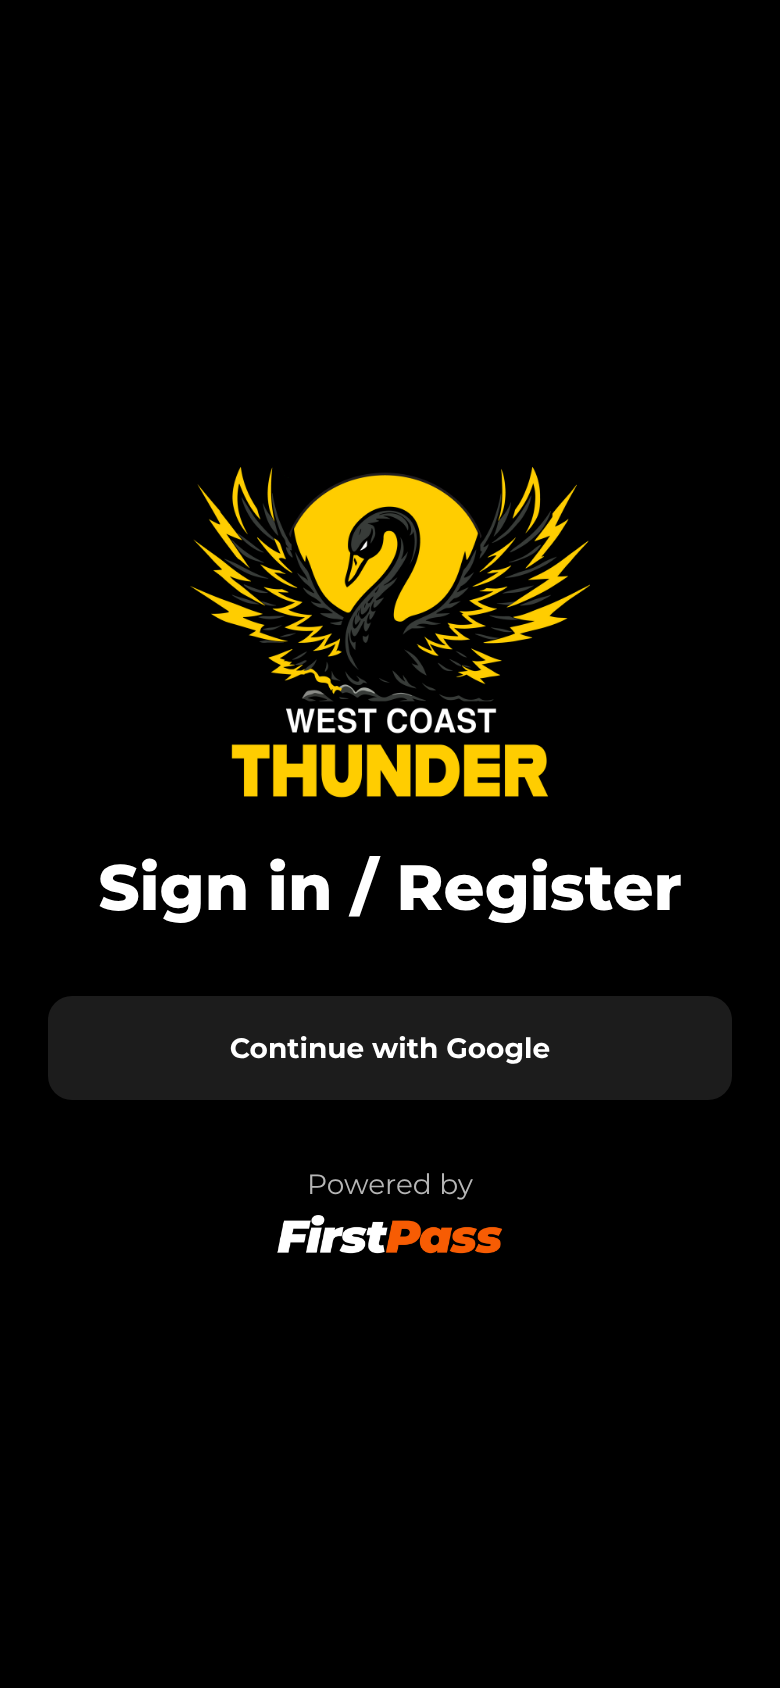 WEST COAST
THUNDER
Sign in / Register
Continue with Google
Powered by
FirstPass